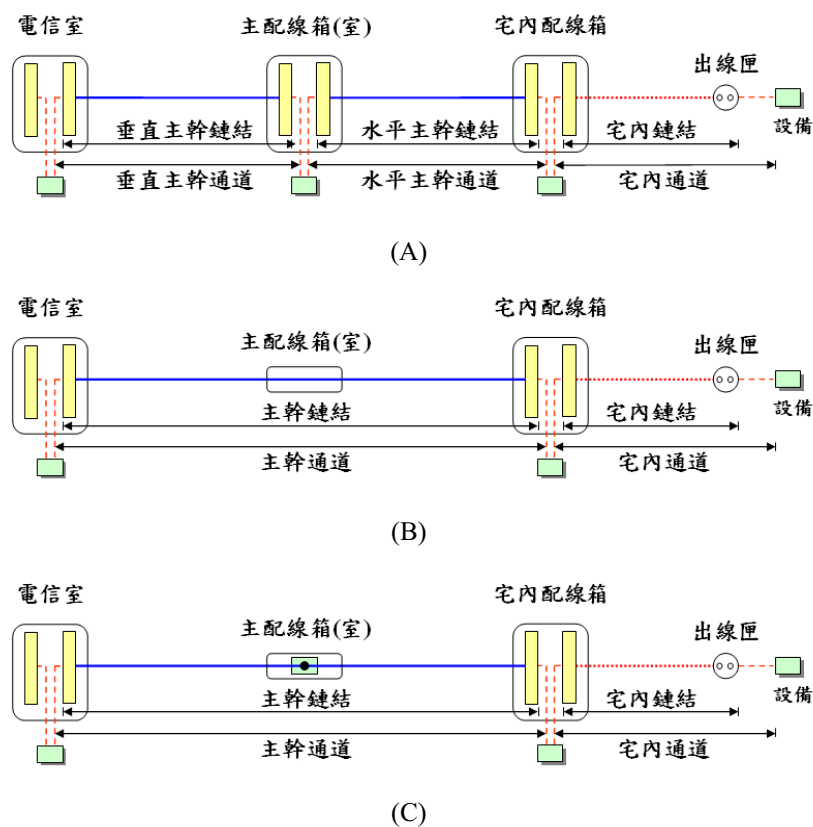 電信室 主配線箱(室) 宅內配線箱 出線匣
設備
垂直主幹鏈結 水平主幹鏈結 宅內鏈結
垂直主幹通道 水平主幹通道 宅內通道
(A)
電信室 宅內配線箱
主配線箱(室) 出線匣
設備
主幹鏈結 宅內鏈結
主幹通道 宅內通道
(B)
電信室 宅內配線箱
主配線箱(室) 出線匣
設備
主幹鏈結 宅內鏈結
主幹通道 宅內通道
(C)